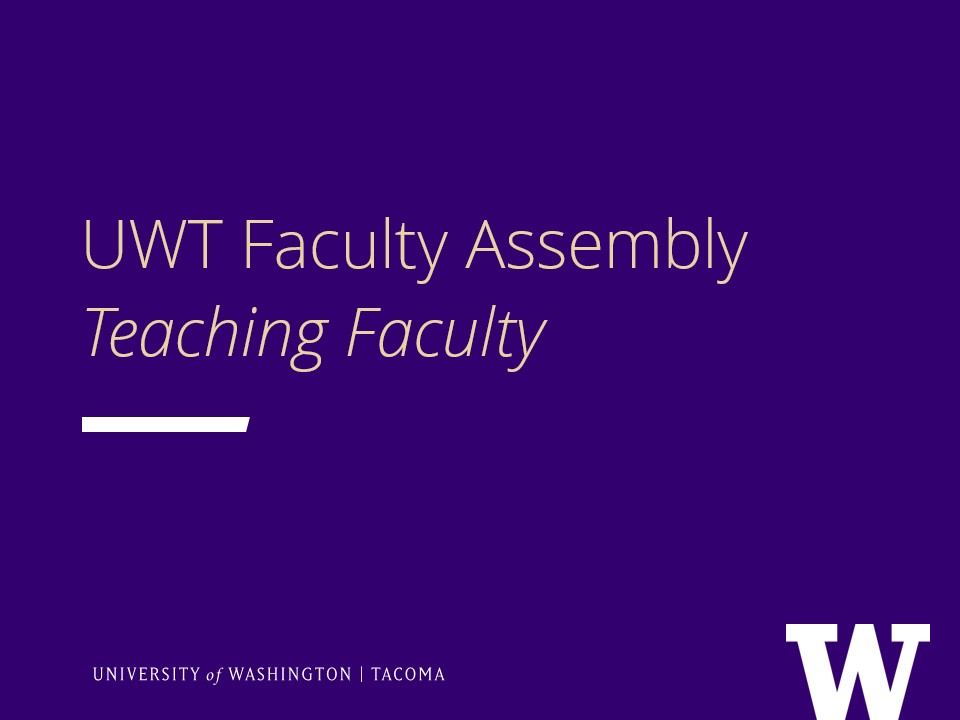 UWT Faculty Assembly
Teaching Faculty
UNIVERSITY of WASHINGTON | TACOMA
W